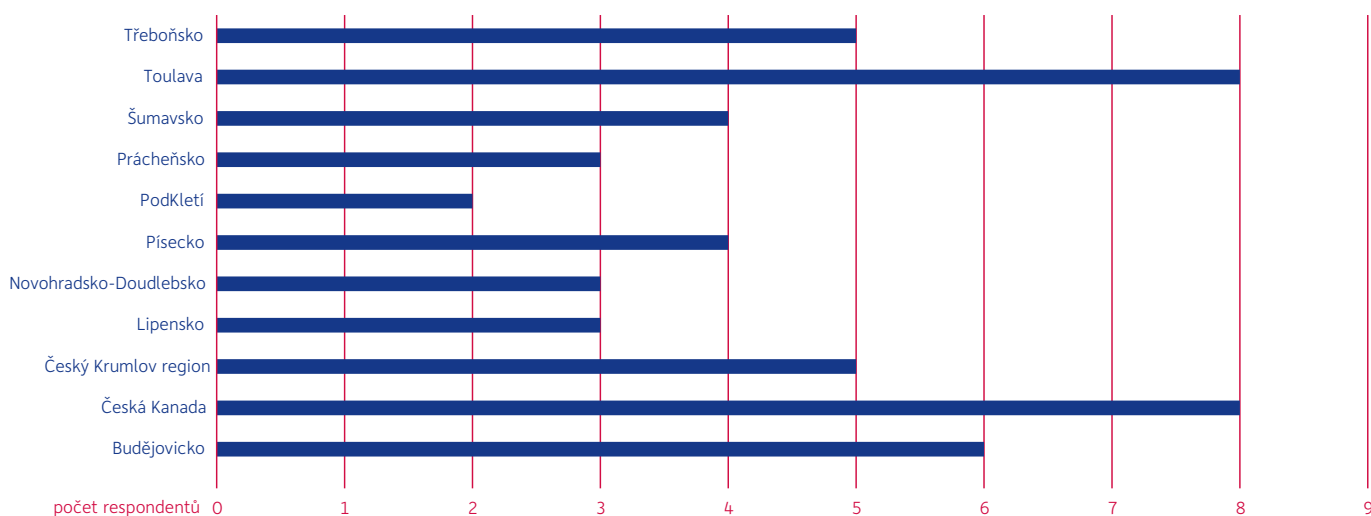 Třeboňsko
Toulava
Šumavsko
Prácheňsko
PodKletí
Písecko
Novohradsko-Doudlebsko
Lipensko
Český Krumlov region
Česká Kanada
Budějovicko
počet respondentů 0 1 2 3 4 5 6 7 8 9